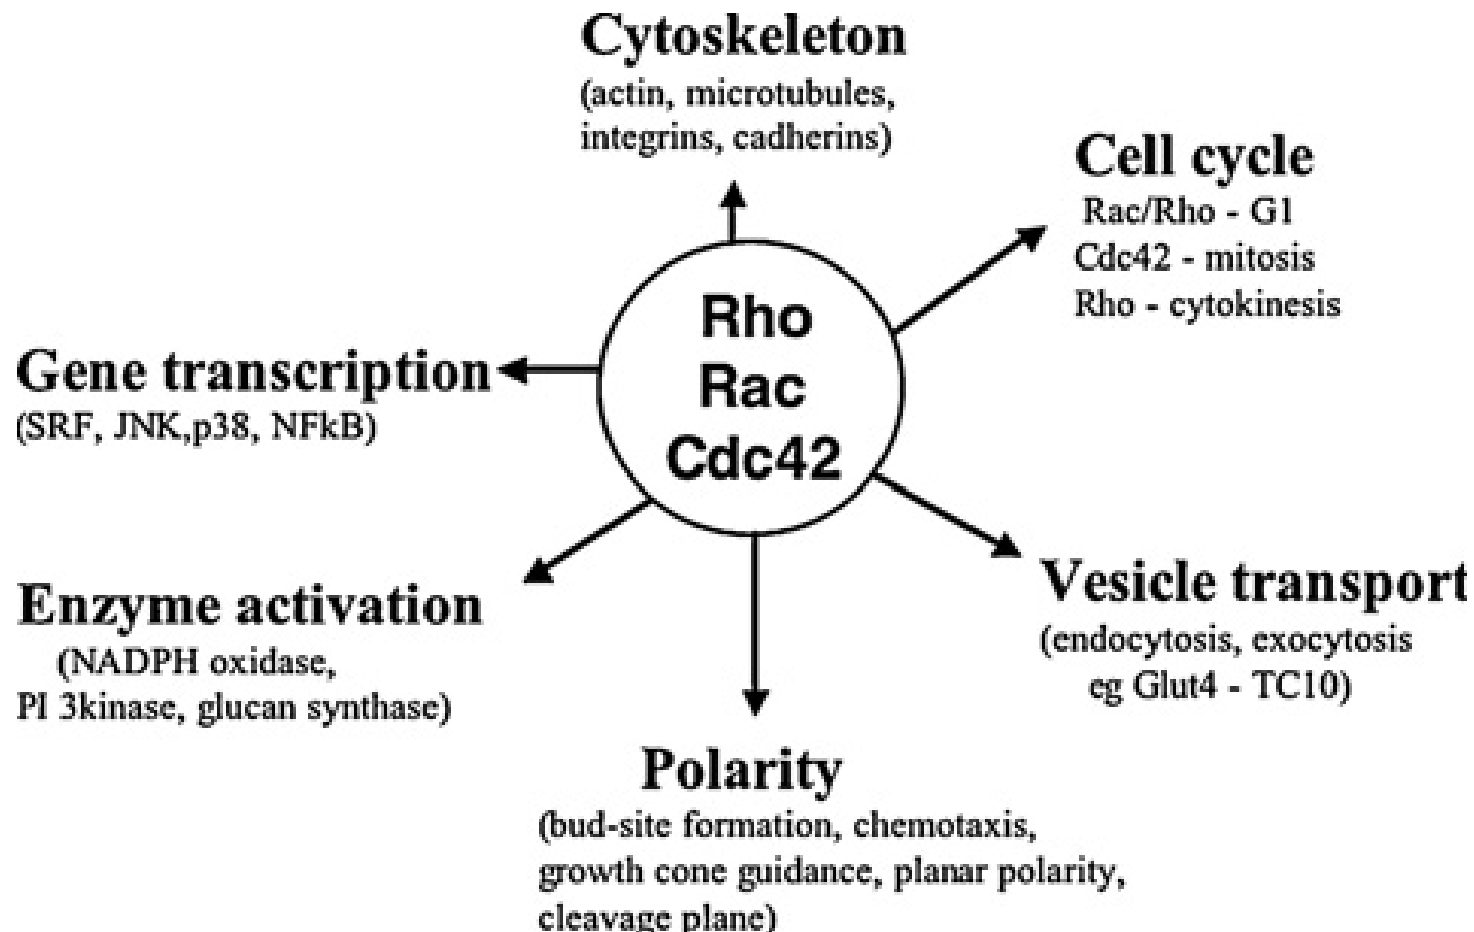 Cytoskeleton
(actin, microtubules,
integrins, cadherins)
Cell cycle
Rac/Rho - G1
Cdc42 - mitosis
Rho - cytokinesis
Rho
Rac
Cdc42
Gene transcription
(SRF, JNK,p38, NFkB)
Enzyme activation
(NADPH oxidase,
PI 3kinase, glucan synthase)
Vesicle transport
(endocytosis, exocytosis
eg Glut4 - TC10)
Polarity
(bud-site formation, chemotaxis,
growth cone guidance, planar polarity,
cleavage plane)